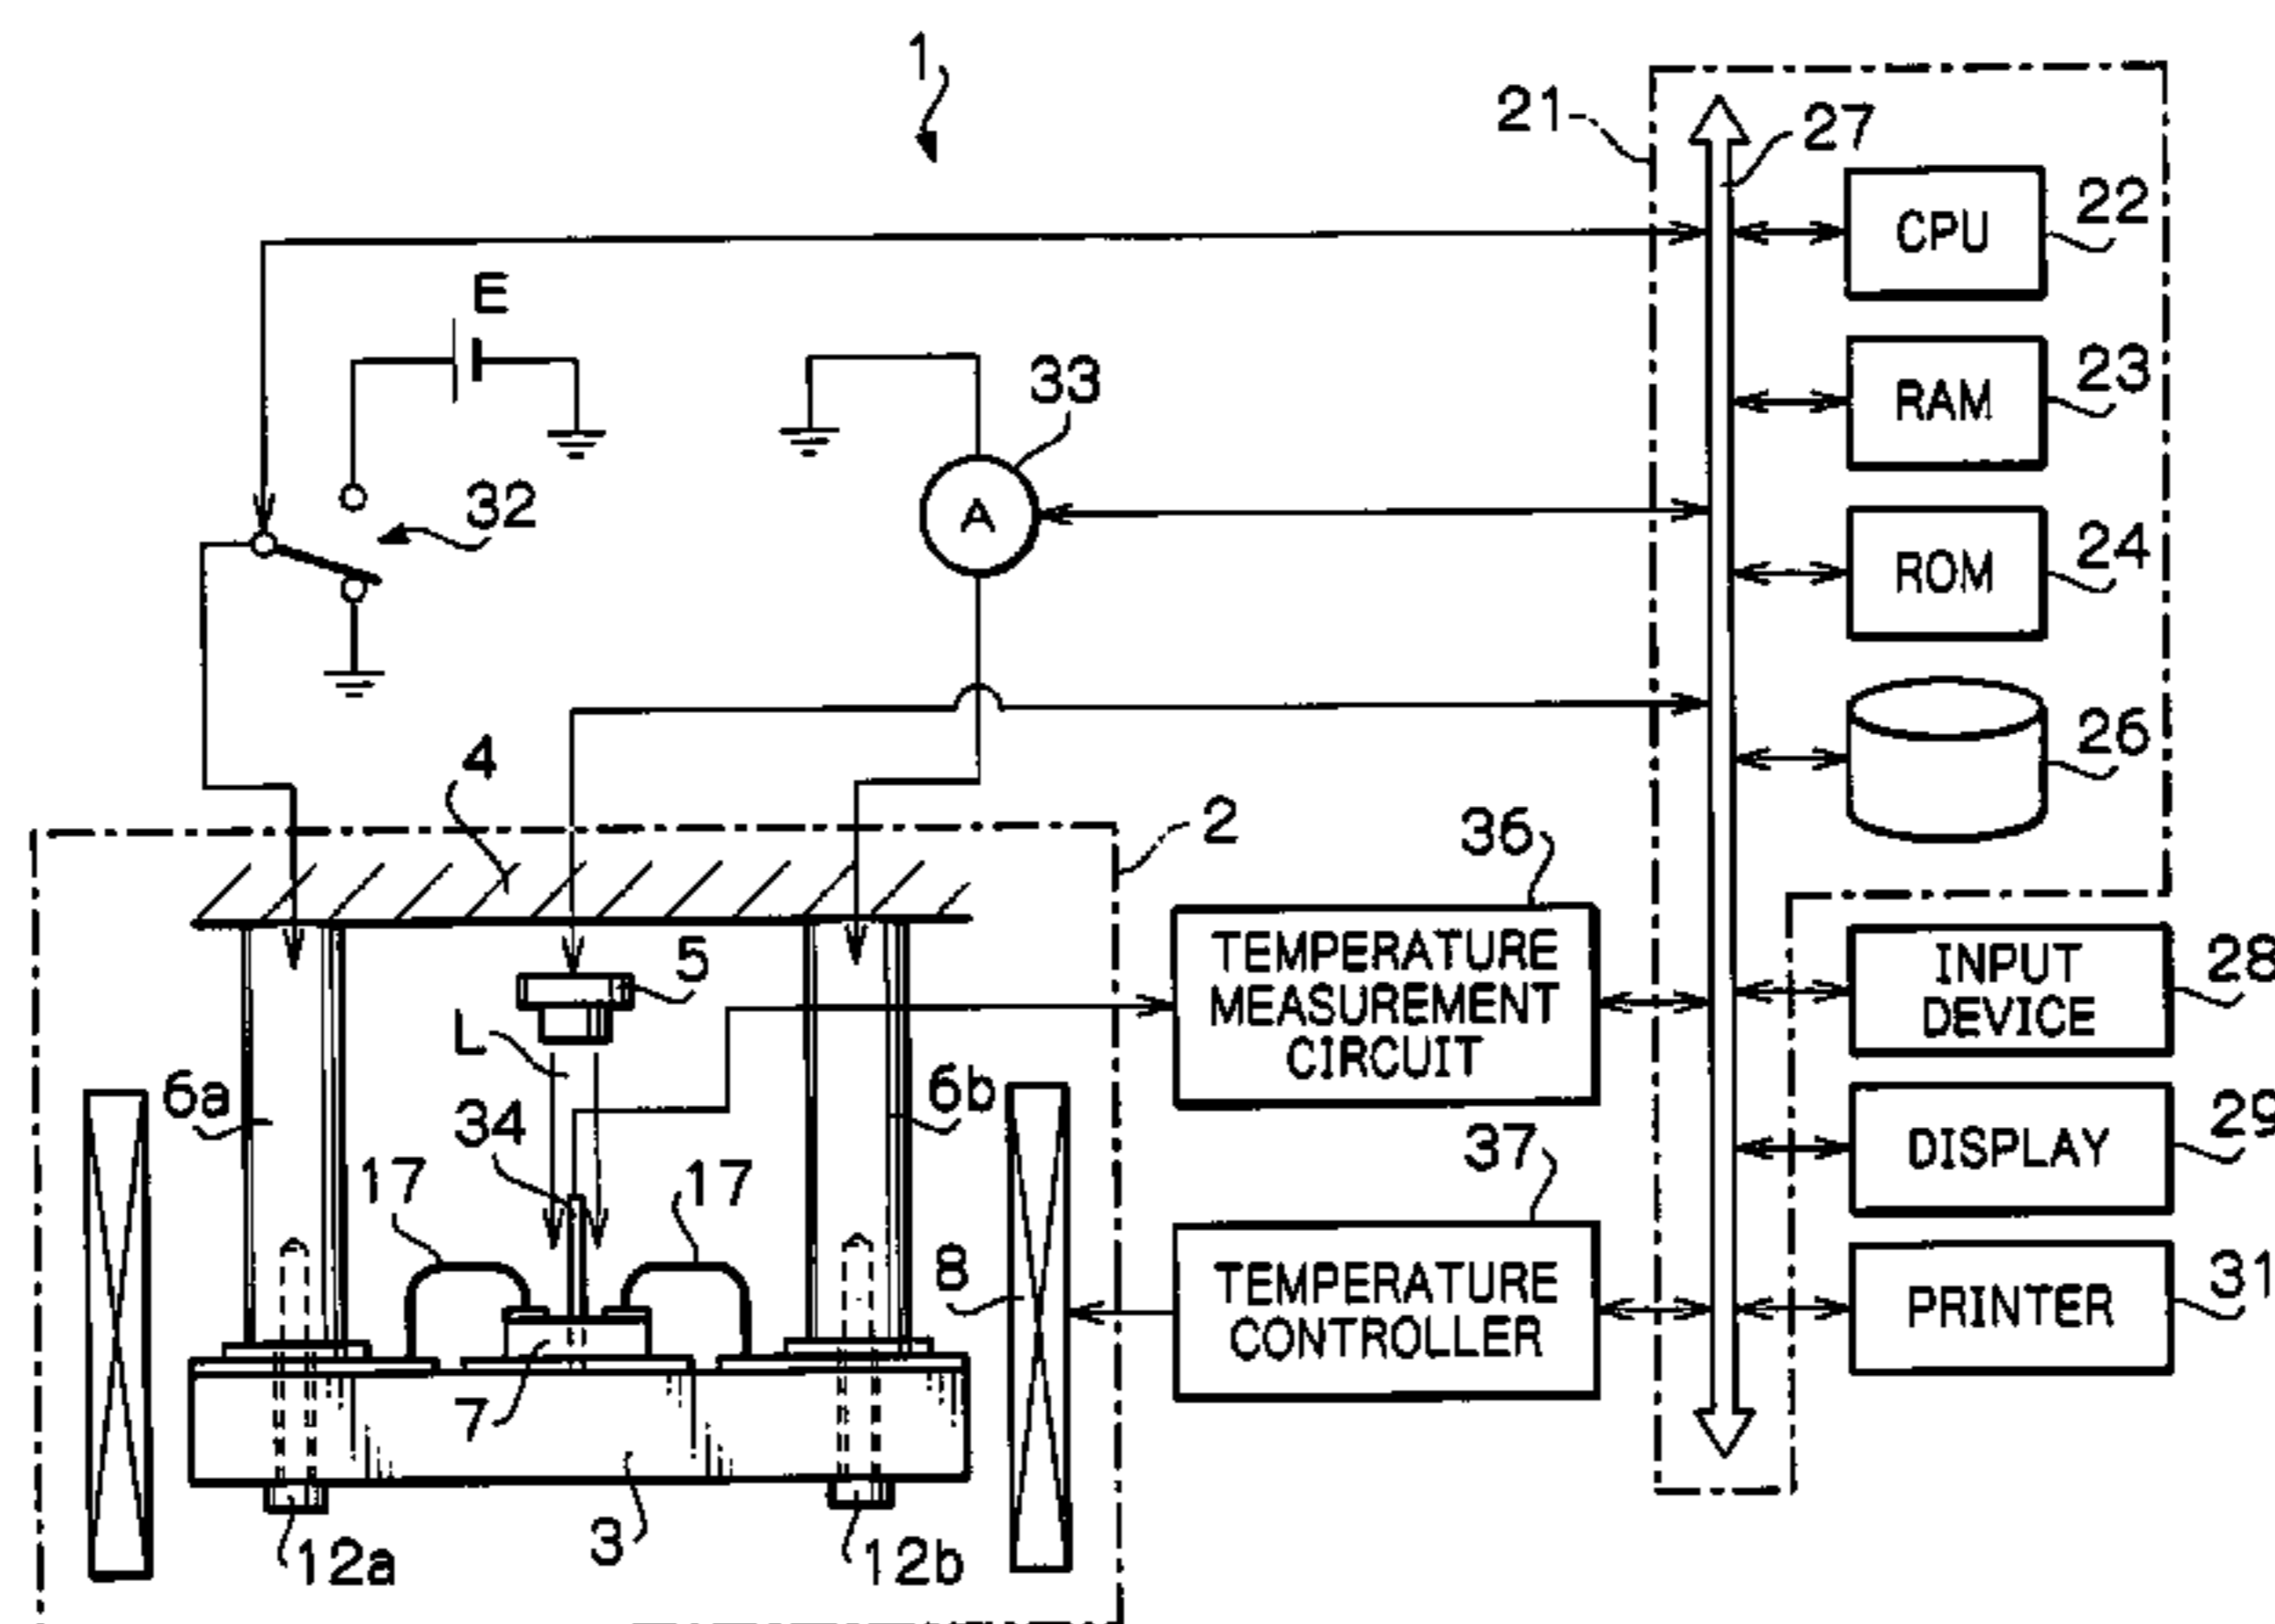 1
21
27
22
CPU
E
23
RAM
33
32
A
24
ROM
26
4
2
36
TEMPERATURE
MEASUREMENT
CIRCUIT
28
INPUT
DEVICE
5
L
6a
6b
34
29
DISPLAY
17
17
37
8
TEMPERATURE
CONTROLLER
31
PRINTER
7
3
12a
12b